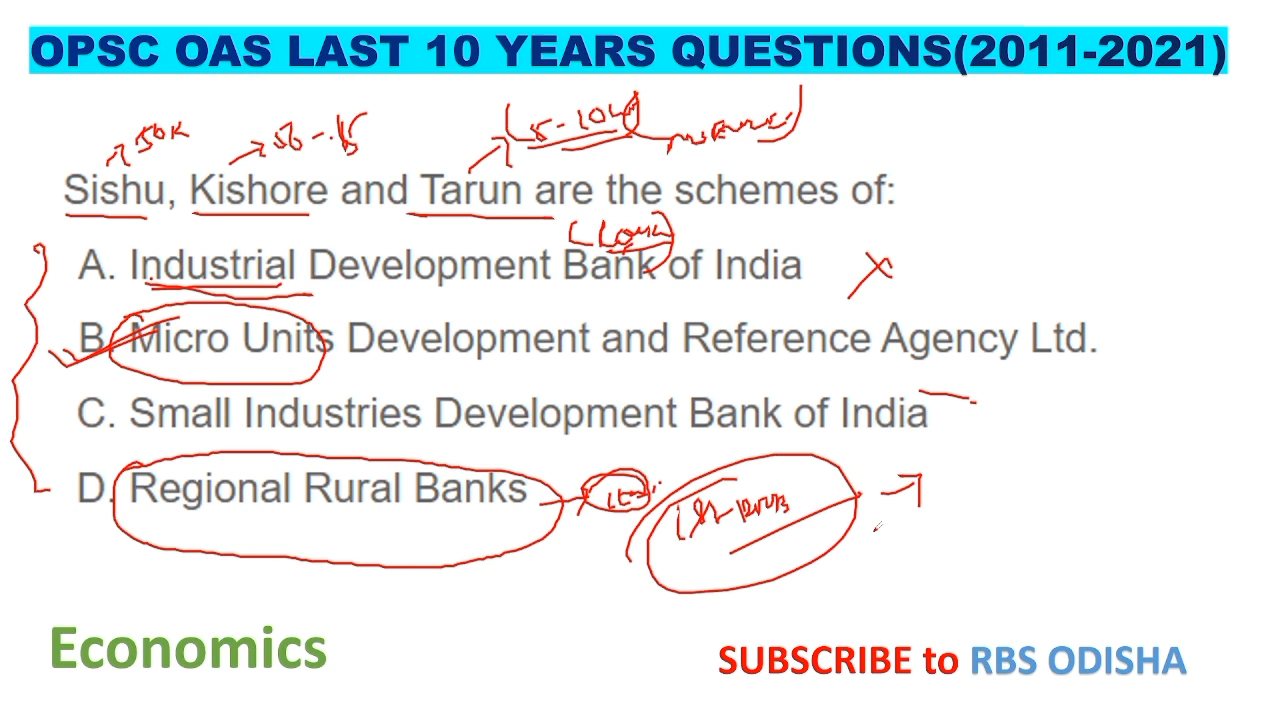 OPSC OAS LAST 10 YEARS QUESTIONS(2011-2021)
50K
Sishu, Kishore and Tarun are the schemes of:
A. Industrial Development Bank of India
B. Micro Units Development and Reference Agency Ltd.
C. Small Industries Development Bank of India
D. Regional Rural Banks
Economics
SUBSCRIBE to RBS ODISHA